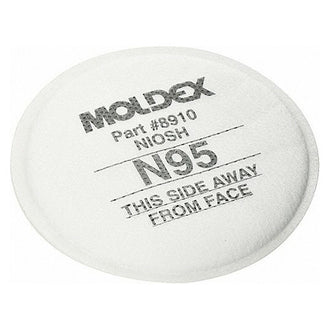 MOLDEX
Part #8910
NIOSH
N95
THIS SIDE AWAY
FROM FACE